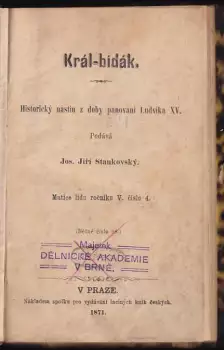 Král-bídák.
Historický nástin z doby panování Ludvíka XV.
Podává
Jos. Jiří Stankovský.
Matice lidu ročníku V. číslo 4.
Majetek
DĚLNICKÉ AKADEMIE
V BRNĚ.
V PRAZE.
Nákladem spolku pro vydávání laciných knih českých.
1871.